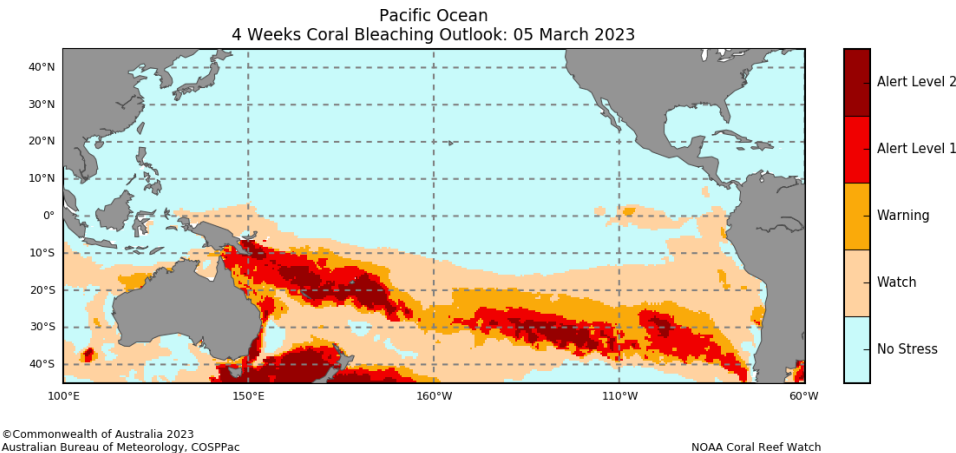 Pacific Ocean
4 Weeks Coral Bleaching Outlook: 05 March 2023
40°N
30°N
20°N
10°N
0°
10°S
20°S
30°S
40°S
100°E
150°E
160°W
110°W
60°W
Alert Level 2
Alert Level 1
Warning
Watch
No Stress
©Commonwealth of Australia 2023
Australian Bureau of Meteorology, COSPPac
NOAA Coral Reef Watch